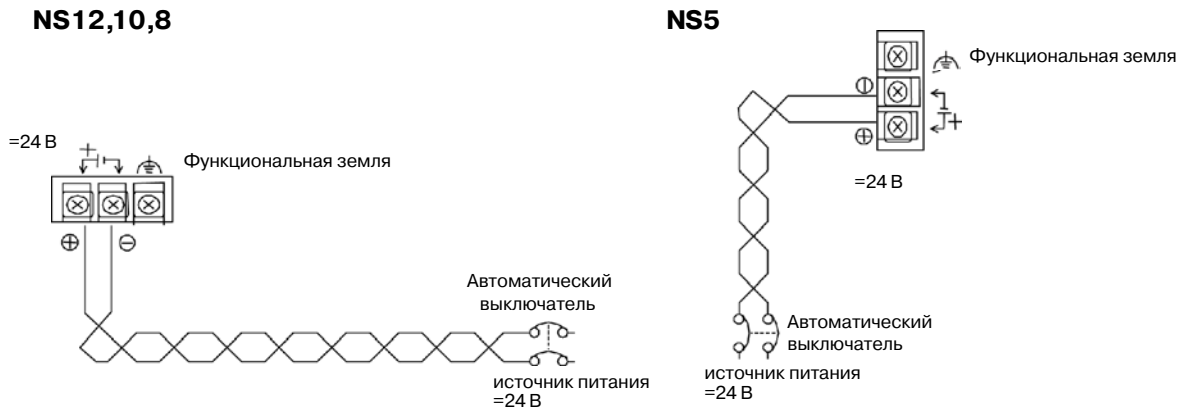 NS12,10,8
=24 В
Функциональная земля
Автоматический
выключатель
источник питания
=24 В
NS5
Функциональная земля
=24 В
Автоматический
выключатель
источник питания
=24 В